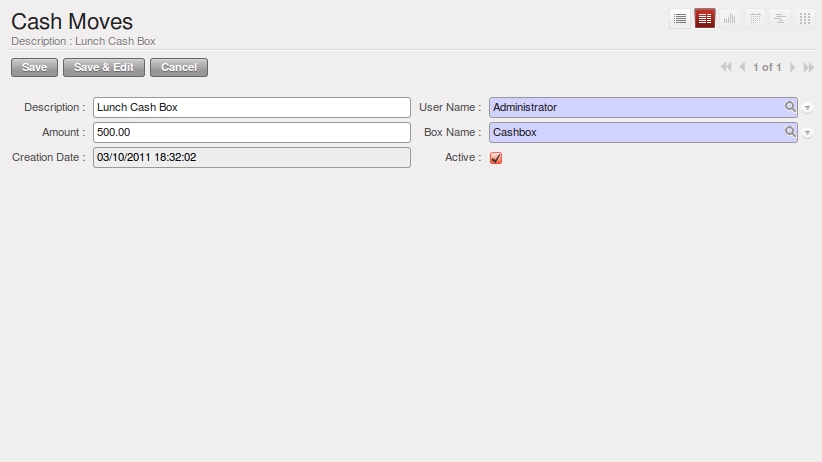 Cash Moves
Description : Lunch Cash Box
Save Save & Edit Cancel 1 of 1
Description : Lunch Cash Box User Name : Administrator
Amount : 500.00 Box Name : Cashbox
Creation Date : 03/10/2011 18:32:02 Active :